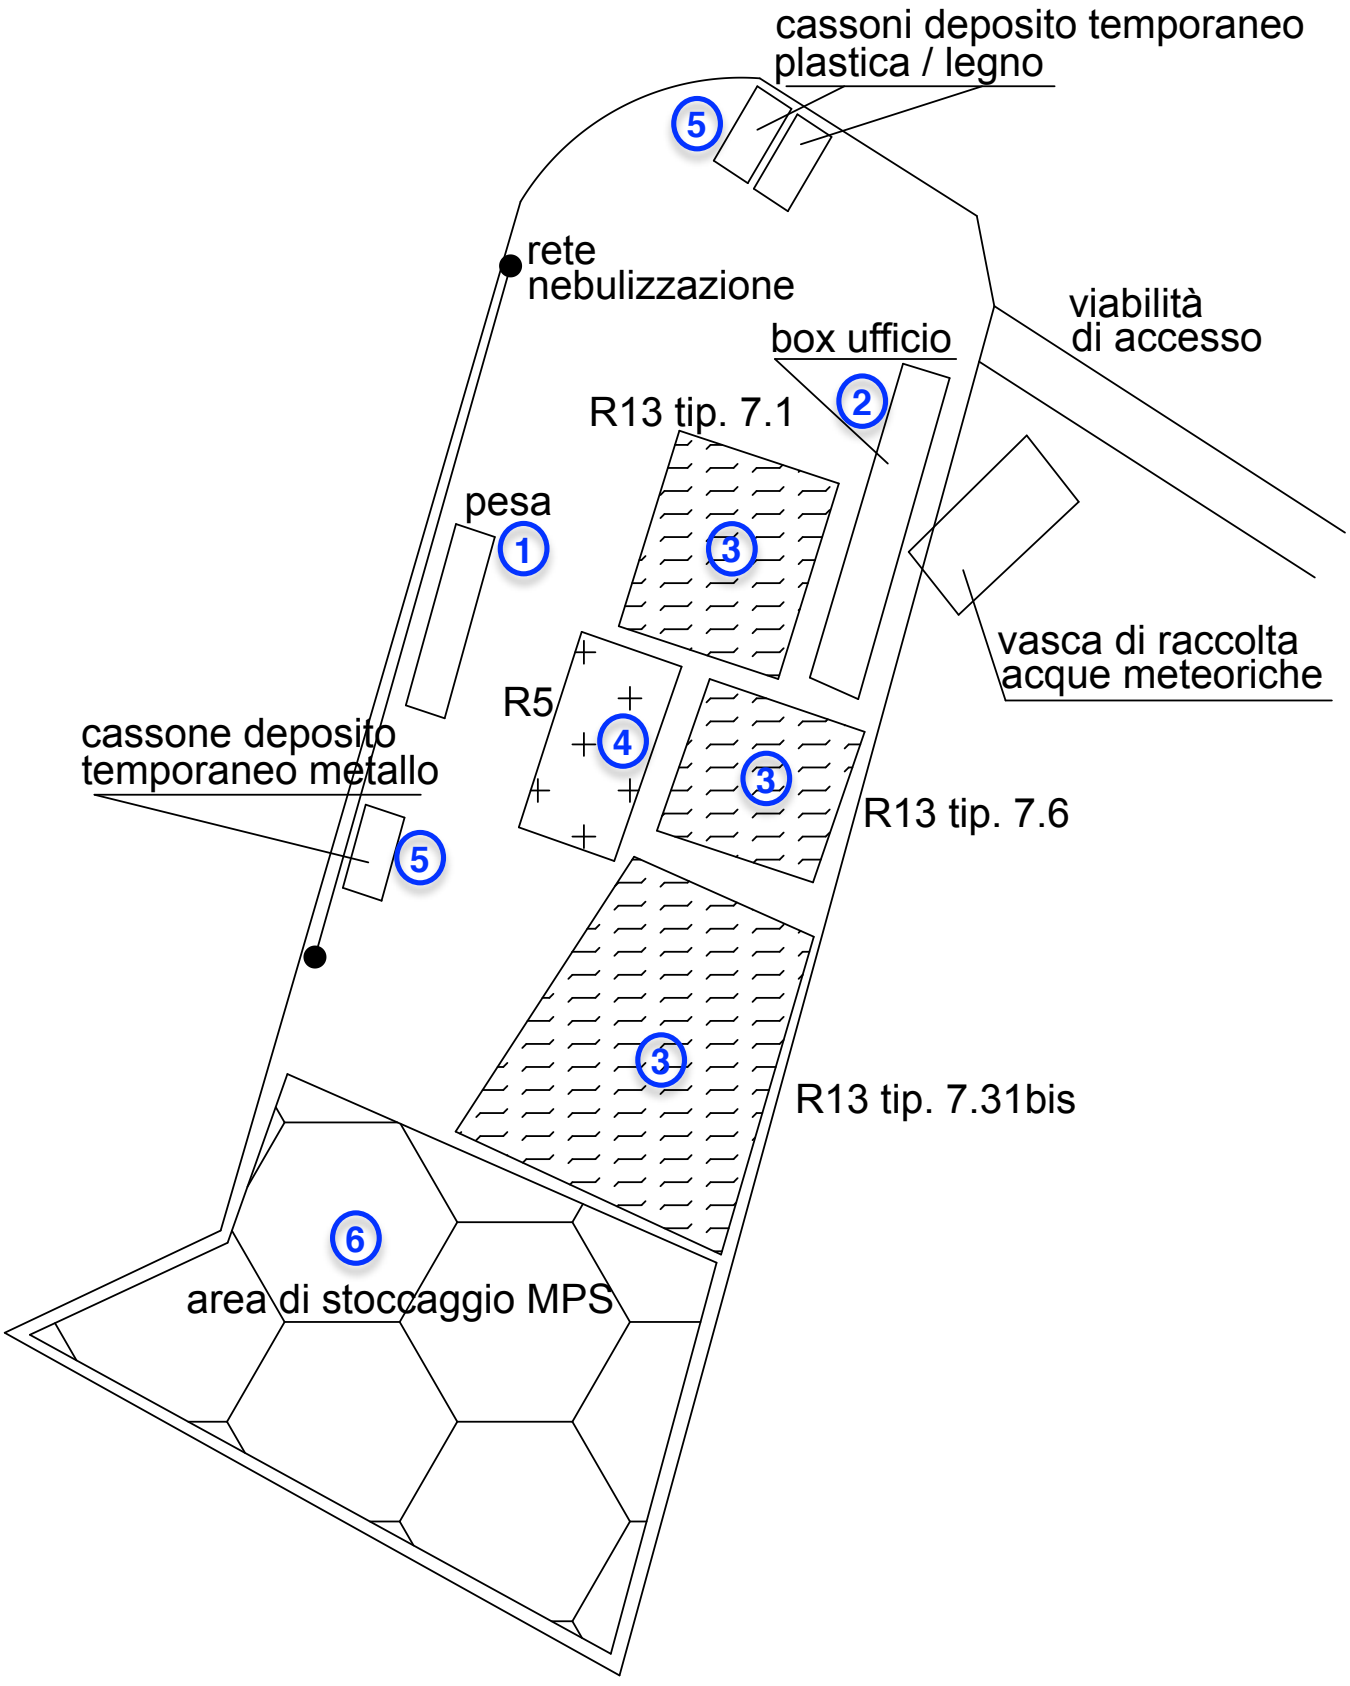 cassoni deposito temporaneo
plastica / legno
5
rete
nebulizzazione
viabilità
di accesso
box ufficio
2
R13 tip. 7.1
pesa
1
3
vasca di raccolta
acque meteoriche
R5
4
cassone deposito
temporaneo metallo
3
R13 tip. 7.6
5
3
R13 tip. 7.31bis
6
area di stoccaggio MPS